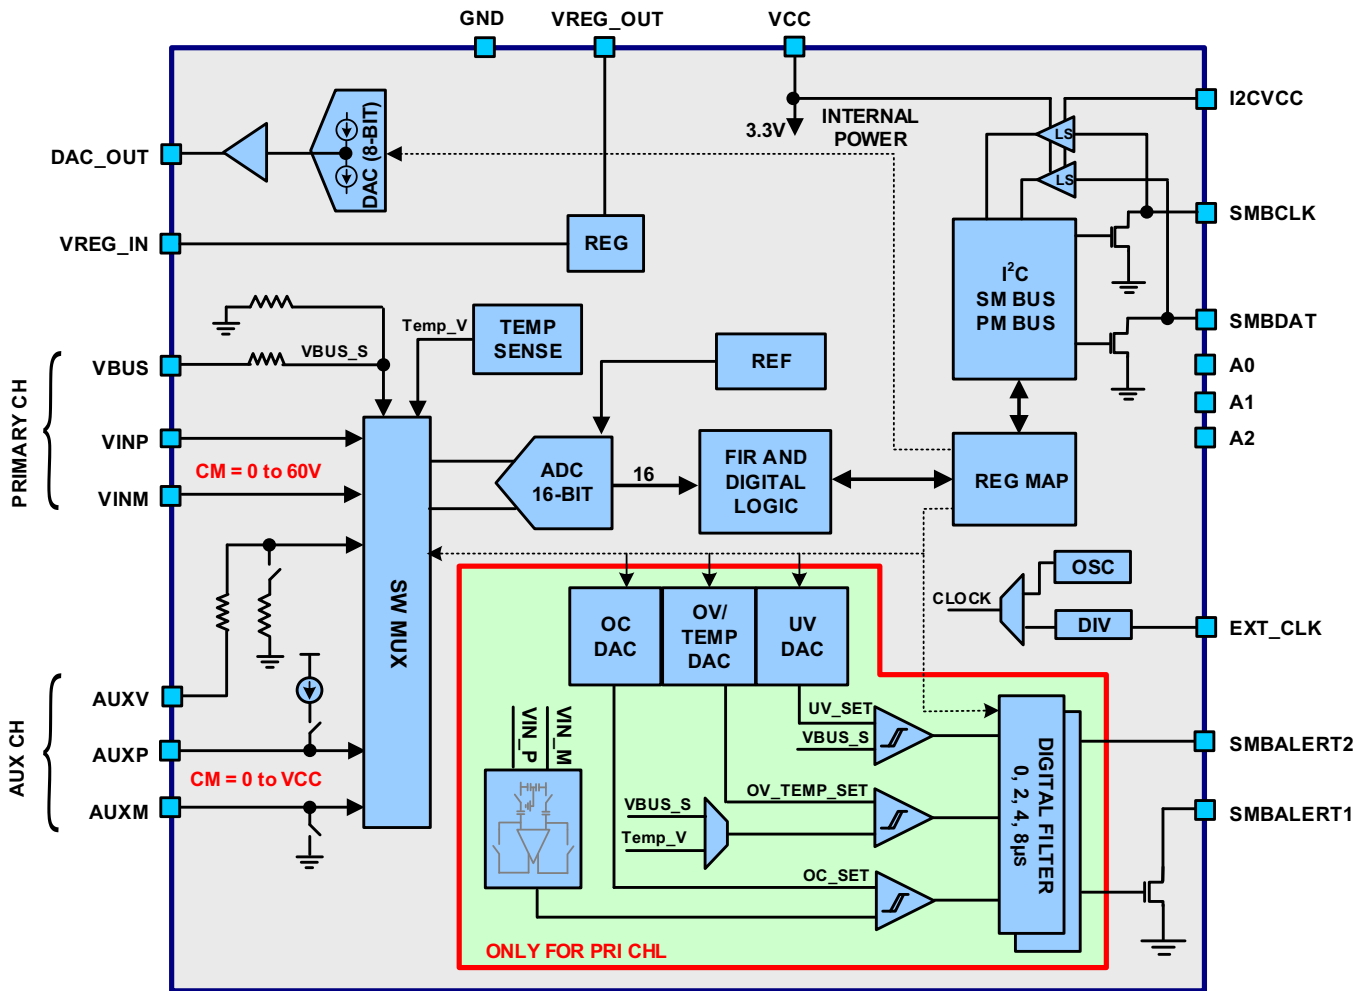 GND
VREG_OUT
VCC
I2CVCC
DAC_OUT
DAC (8-BIT)
3.3V
INTERNAL
POWER
LS
LS
SMBCLK
VREG_IN
REG
I²C
SM BUS
PM BUS
SMBDAT
Temp_V
TEMP
SENSE
REF
VBUS
VBUS_S
A0
A1
A2
PRIMARY CH
VINP
CM = 0 to 60V
VINM
ADC
16-BIT
16
FIR AND
DIGITAL
LOGIC
REG MAP
SW MUX
OSC
CLOCK
DIV
EXT_CLK
OC
DAC
OV/
TEMP
DAC
UV
DAC
AUX CH
AUXV
AUXP
CM = 0 to VCC
AUXM
VIN_P
VIN_M
UV_SET
VBUS_S
OV_TEMP_SET
VBUS_S
Temp_V
OC_SET
DIGITAL FILTER
0, 2, 4, 8µs
SMBALERT2
SMBALERT1
ONLY FOR PRI CHL